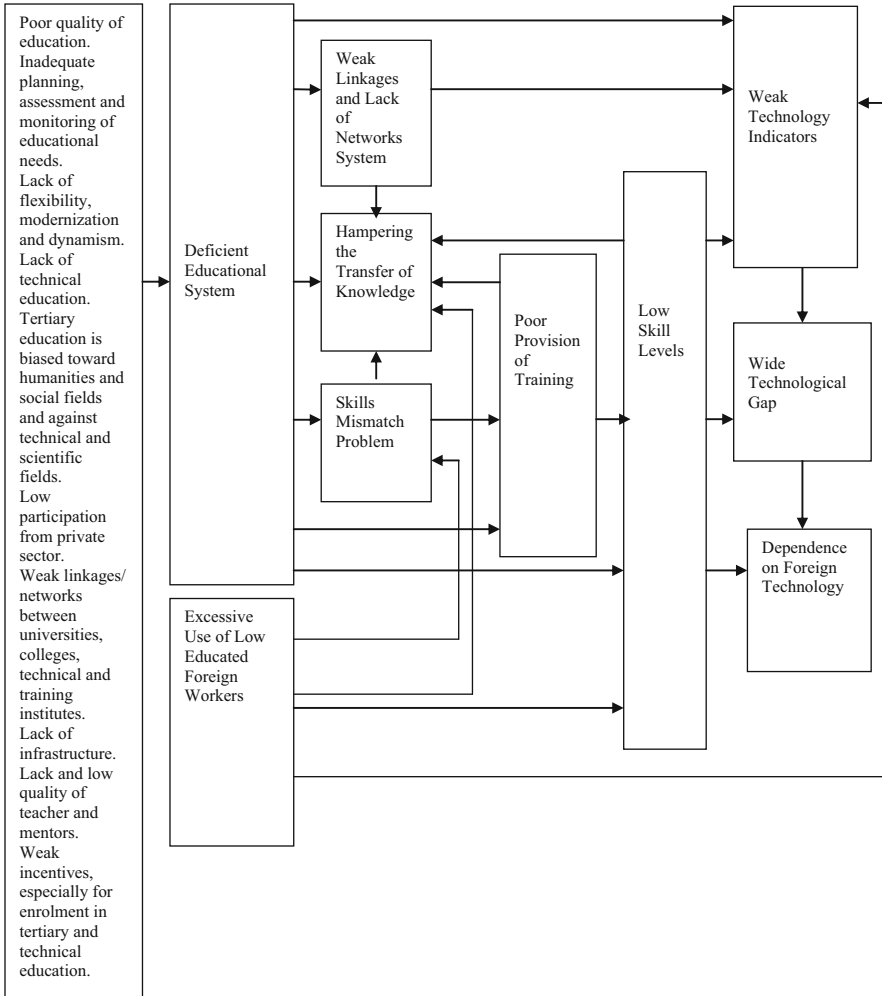 Poor quality of
education.
Inadequate
planning,
assessment and
monitoring of
educational
needs.
Lack of
flexibility,
modernization
and dynamism.
Lack of
technical
education.
Tertiary
education is
biased toward
humanities and
social fields
and against
technical and
scientific
fields.
Low
participation
from private
sector.
Weak linkages/
networks
between
universities,
colleges,
technical and
training
institutes.
Lack of
infrastructure.
Lack and low
quality of
teacher and
mentors.
Weak
incentives,
especially for
enrolment in
tertiary and
technical
education.
Deficient
Educational
System
Excessive
Use of Low
Educated
Foreign
Workers
Weak
Linkages
and Lack
of
Networks
System
Hampering
the
Transfer of
Knowledge
Skills
Mismatch
Problem
Poor
Provision
of
Training
Low
Skill
Levels
Weak
Technology
Indicators
Wide
Technological
Gap
Dependence
on Foreign
Technology